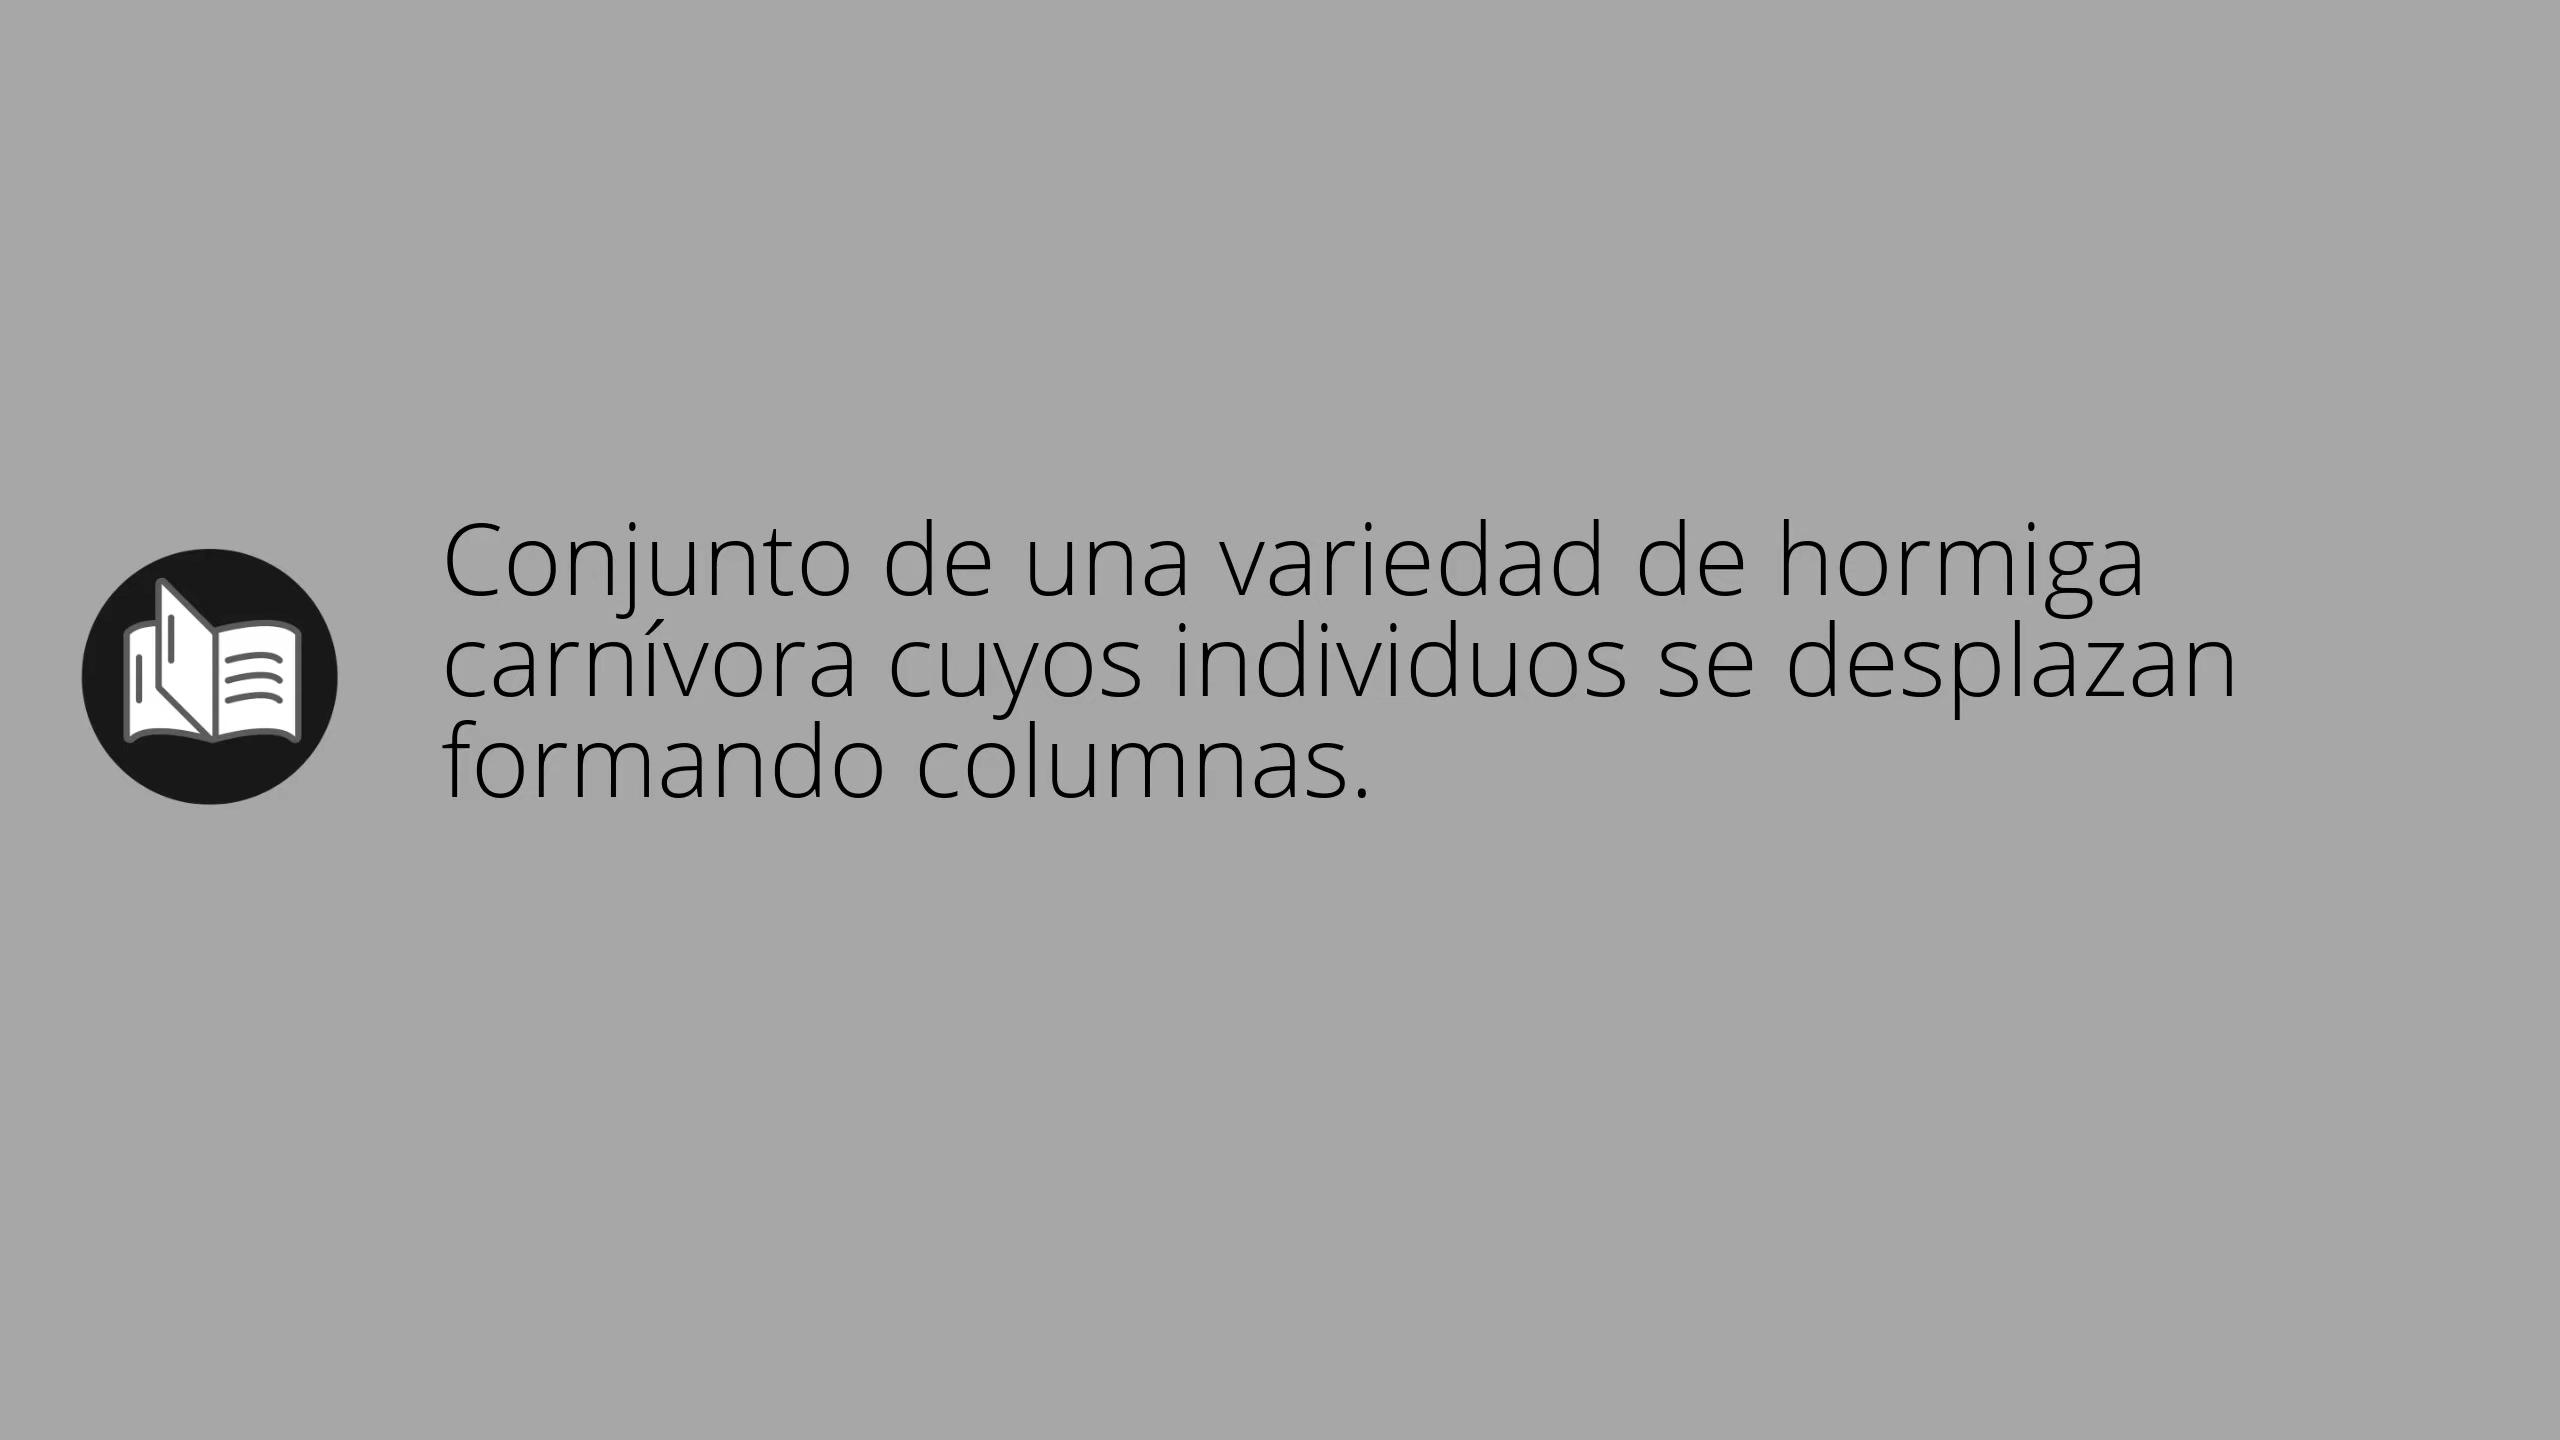 Conjunto de una variedad de hormiga
carnívora cuyos individuos se desplazan
formando columnas.